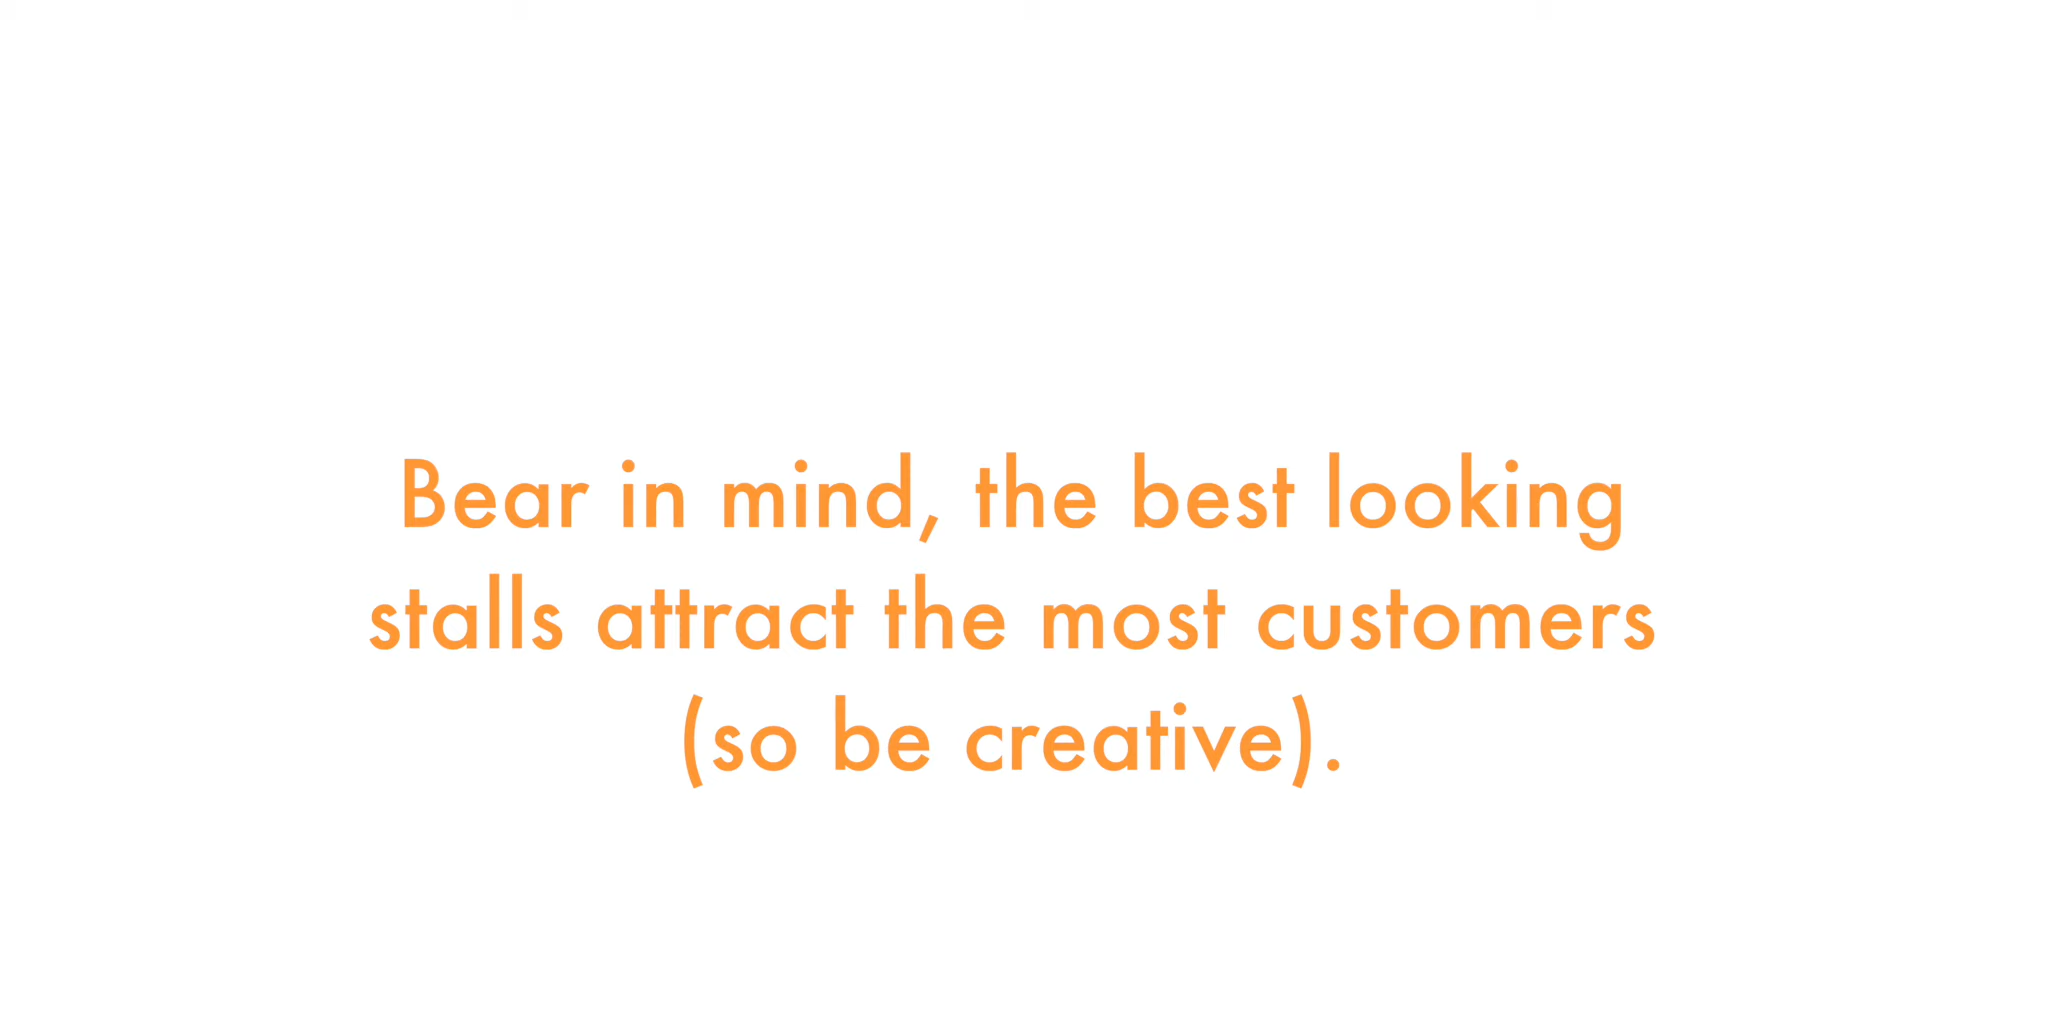 Bear in mind, the best looking
stalls attract the most customers
(so be creative).